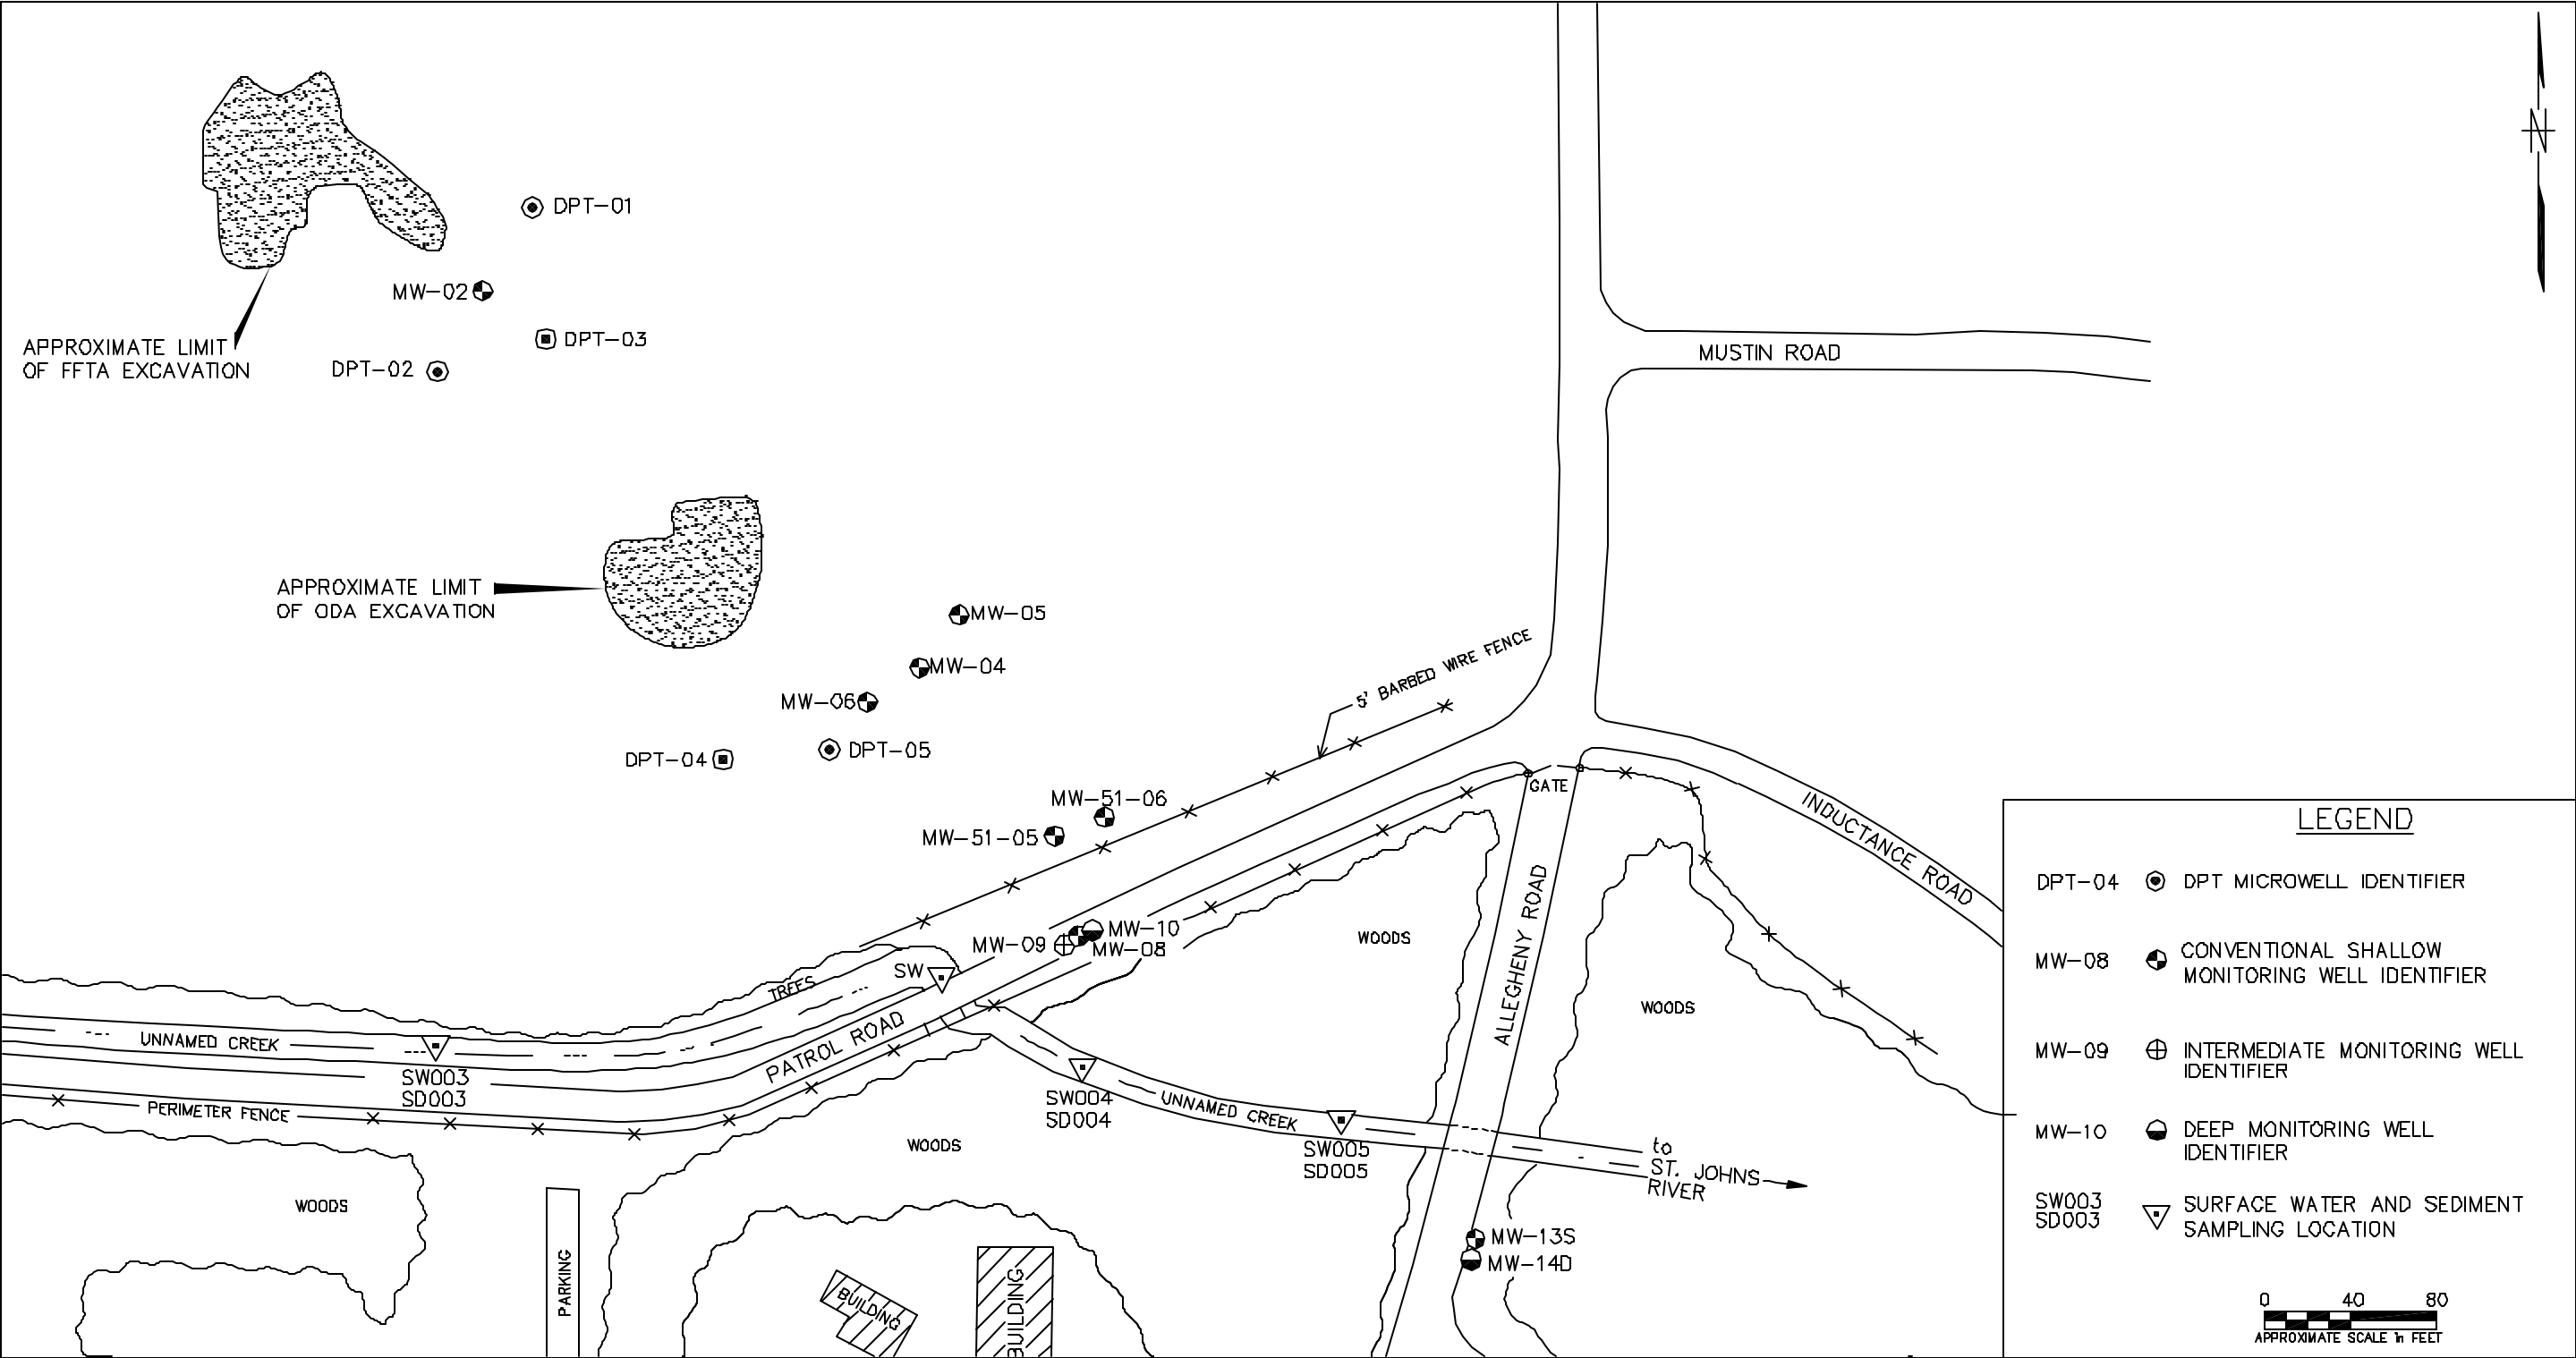 N
DPT-01
MW-02
DPT-03
DPT-02
APPROXIMATE LIMIT
OF FFTA EXCAVATION
MUSTIN ROAD
APPROXIMATE LIMIT
OF ODA EXCAVATION
MW-05
MW-04
MW-06
DPT-04
DPT-05
5' BARBED WIRE FENCE
MW-51-06
MW-51-05
GATE
INDUCTANCE ROAD
ALLEGHENY ROAD
WOODS
WOODS
MW-10
MW-09
MW-08
SW
TREES
PATROL ROAD
UNNAMED CREEK
SW003
SD003
PERIMETER FENCE
SW004
SD004
UNNAMED CREEK
SW005
SD005
to
ST. JOHNS
RIVER
WOODS
WOODS
PARKING
BUILDING
BUILDING
MW-13S
MW-14D
LEGEND
DPT-04 DPT MICROWELL IDENTIFIER
MW-08 CONVENTIONAL SHALLOW
MONITORING WELL IDENTIFIER
MW-09 INTERMEDIATE MONITORING WELL
IDENTIFIER
MW-10 DEEP MONITORING WELL
IDENTIFIER
SW003
SD003
SURFACE WATER AND SEDIMENT
SAMPLING LOCATION
0 40 80
APPROXIMATE SCALE in FEET